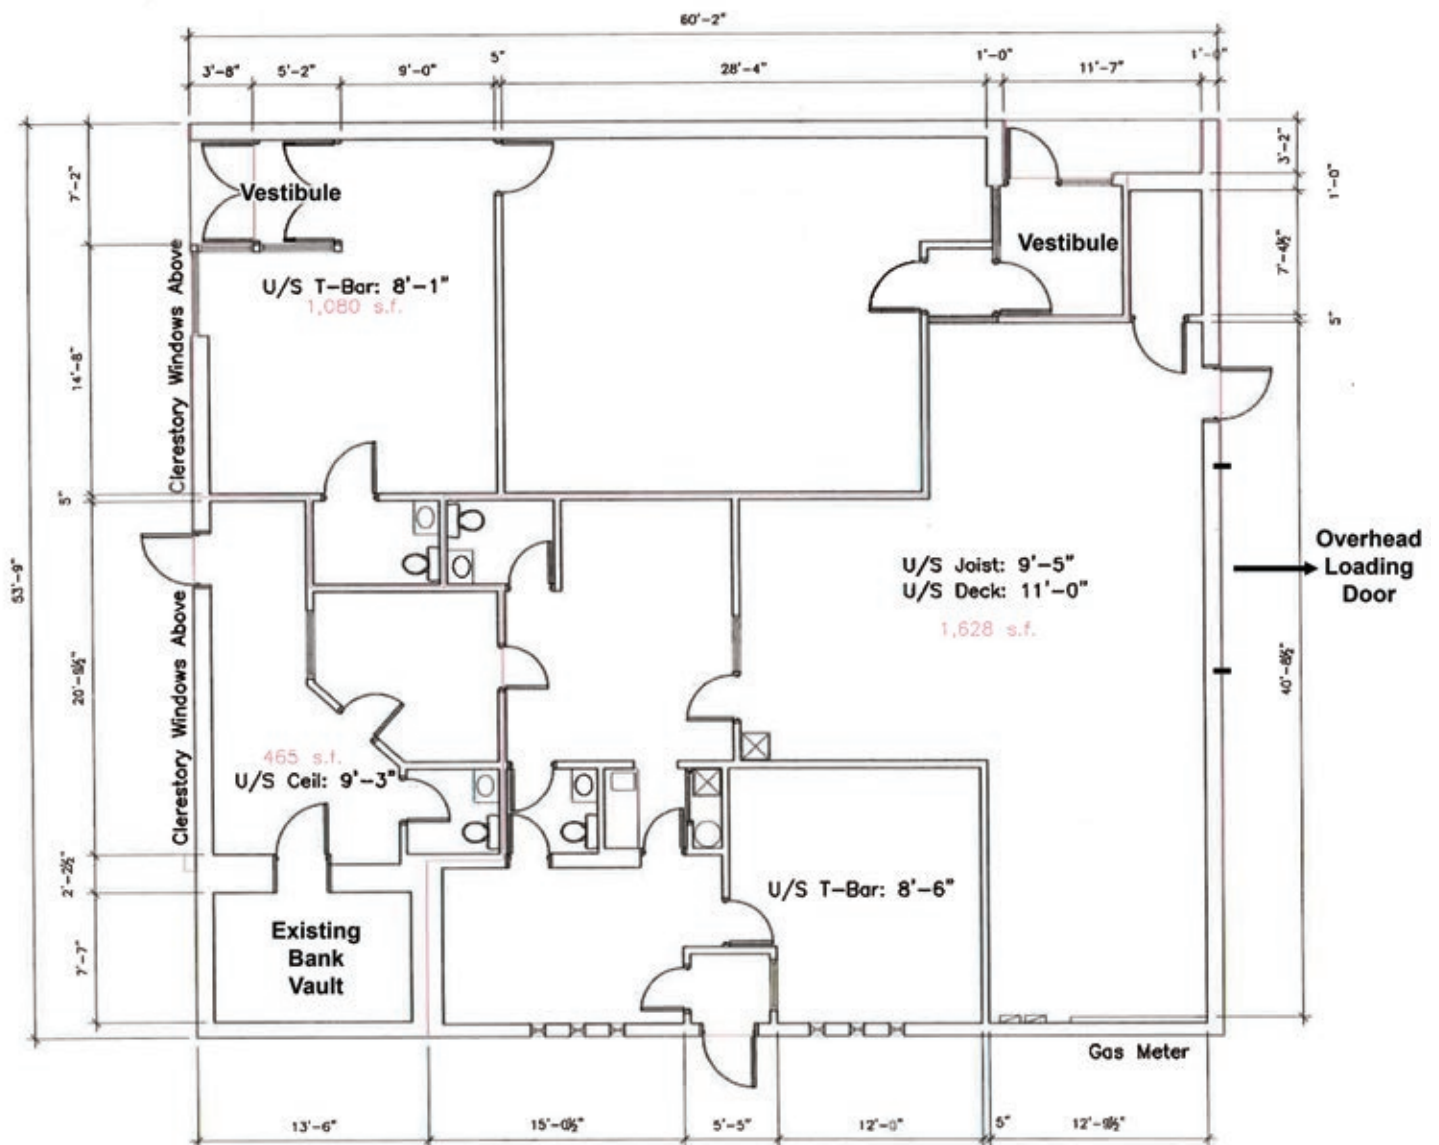 60'-2"
3'-8"
5'-2"
9'-0"
5"
28'-4"
1'-0"
11'-7"
1'-0"
3'-2"
1'-0"
7'-4½"
5"
40'-8½"
53'-9"
7'-2"
14'-8"
5"
2'-2½"
7'-7"
Clerestory Windows Above
Clerestory Windows Above
Vestibule
U/S T-Bar: 8'-1"
1,080 s.f.
Vestibule
U/S Joist: 9'-5"
U/S Deck: 11'-0"
1,628 s.f.
Overhead
Loading
Door
465 s.f.
U/S Ceil: 9'-3"
U/S T-Bar: 8'-6"
Existing
Bank
Vault
Gas Meter
13'-6"
15'-0½"
5'-5"
12'-0"
5"
12'-9½"